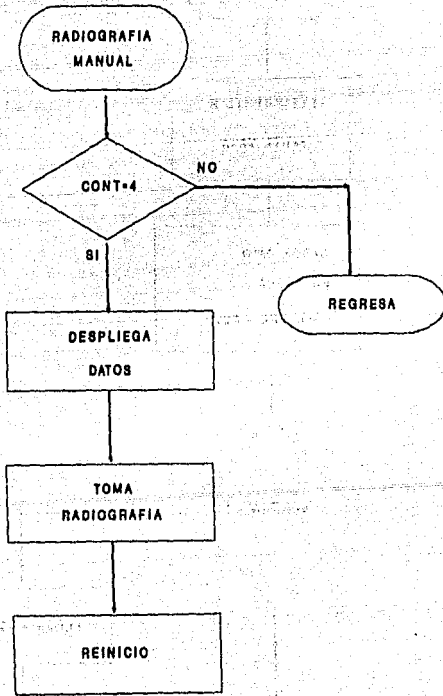 RADIOGRAFIA
MANUAL
CONT=4
NO
SI
REGRESA
DESPLIEGA
DATOS
TOMA
RADIOGRAFIA
REINICIO